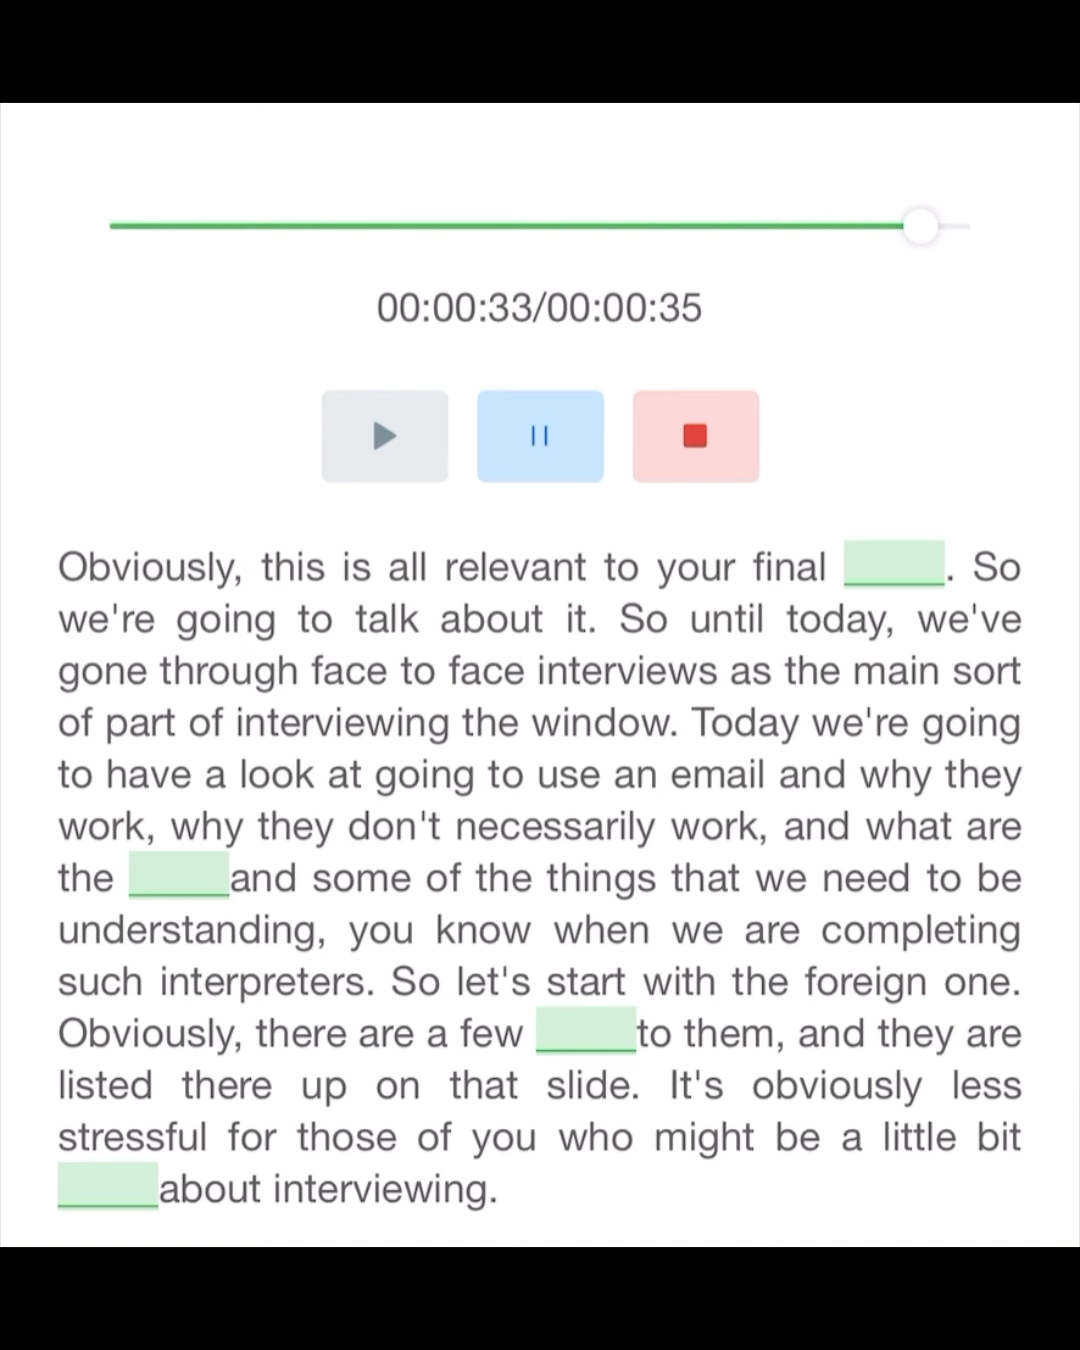 00:00:33/00:00:35
Obviously, this is all relevant to your final _____. So
we're going to talk about it. So until today, we've
gone through face to face interviews as the main sort
of part of interviewing the window. Today we're going
to have a look at going to use an email and why they
work, why they don't necessarily work, and what are
the _____and some of the things that we need to be
understanding, you know when we are completing
such interpreters. So let's start with the foreign one.
Obviously, there are a few _____to them, and they are
listed there up on that slide. It's obviously less
stressful for those of you who might be a little bit
_____about interviewing.